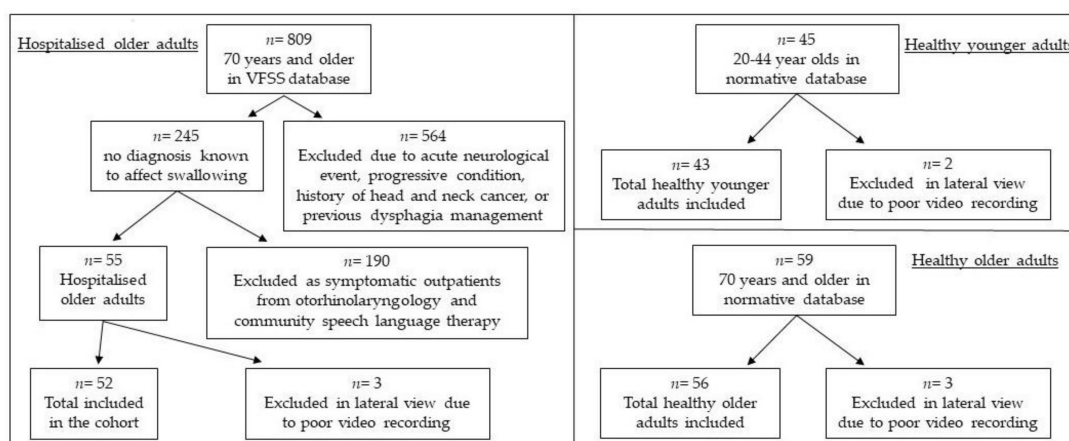 Hospitalised older adults
n= 809
70 years and older
in VFSS database
n= 245
no diagnosis known
to affect swallowing
n= 564
Excluded due to acute neurological
event, progressive condition,
history of head and neck cancer, or
previous dysphagia management
n= 55
Hospitalised
older adults
n= 190
Excluded as symptomatic outpatients
from otorhinolaryngology and
community speech language therapy
n= 52
Total included
in the cohort
n= 3
Excluded in lateral view due
to poor video recording
Healthy younger adults
n= 45
20-44 year olds in
normative database
n= 43
Total healthy younger
adults included
n= 2
Excluded in lateral view
due to poor video recording
Healthy older adults
n= 59
70 years and older in
normative database
n= 56
Total healthy older
adults included
n= 3
Excluded in lateral view
due to poor video recording